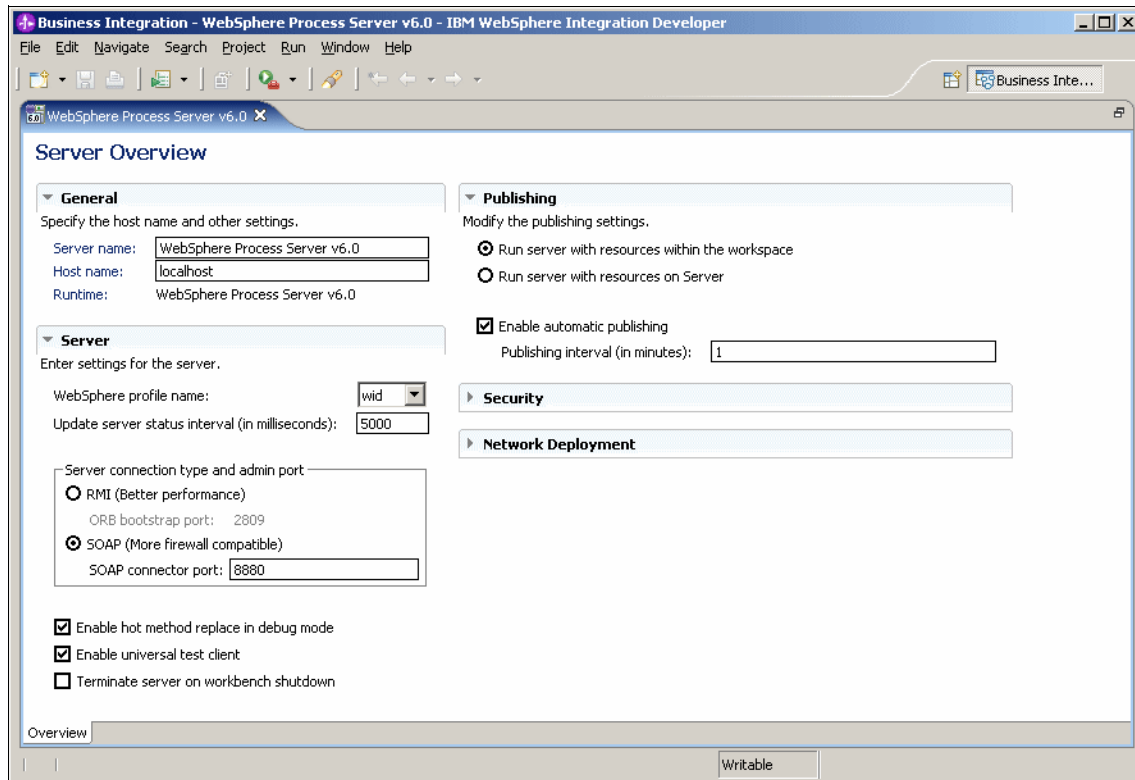 Business Integration - WebSphere Process Server v6.0 - IBM WebSphere Integration Developer
File Edit Navigate Search Project Run Window Help
Business Inte...
6.0 WebSphere Process Server v6.0
Server Overview
General
Specify the host name and other settings.
Server name: WebSphere Process Server v6.0
Host name: localhost
Runtime: WebSphere Process Server v6.0
Server
Enter settings for the server.
WebSphere profile name: wid
Update server status interval (in milliseconds): 5000
Server connection type and admin port
RMI (Better performance)
ORB bootstrap port: 2809
SOAP (More firewall compatible)
SOAP connector port: 8880
Enable hot method replace in debug mode
Enable universal test client
Terminate server on workbench shutdown
Publishing
Modify the publishing settings.
Run server with resources within the workspace
Run server with resources on Server
Enable automatic publishing
Publishing interval (in minutes): 1
Security
Network Deployment
Overview
Writable